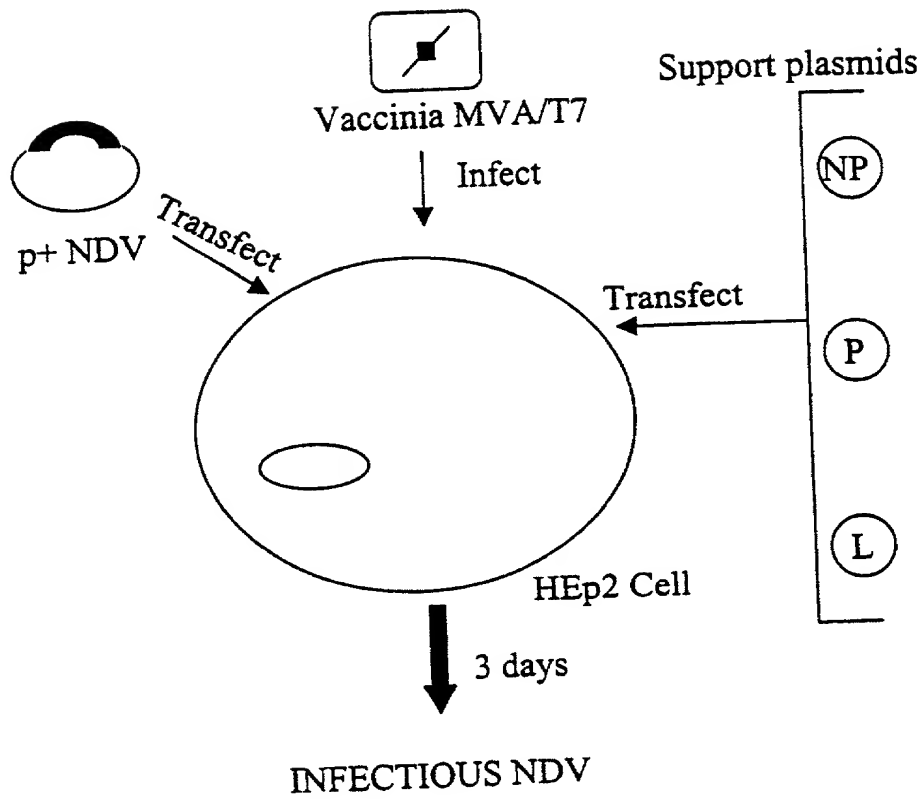 Support plasmids
Vaccinia MVA/T7
Infect
NP
Transfect
p+ NDV
Transfect
P
L
HEp2 Cell
3 days
INFECTIOUS NDV